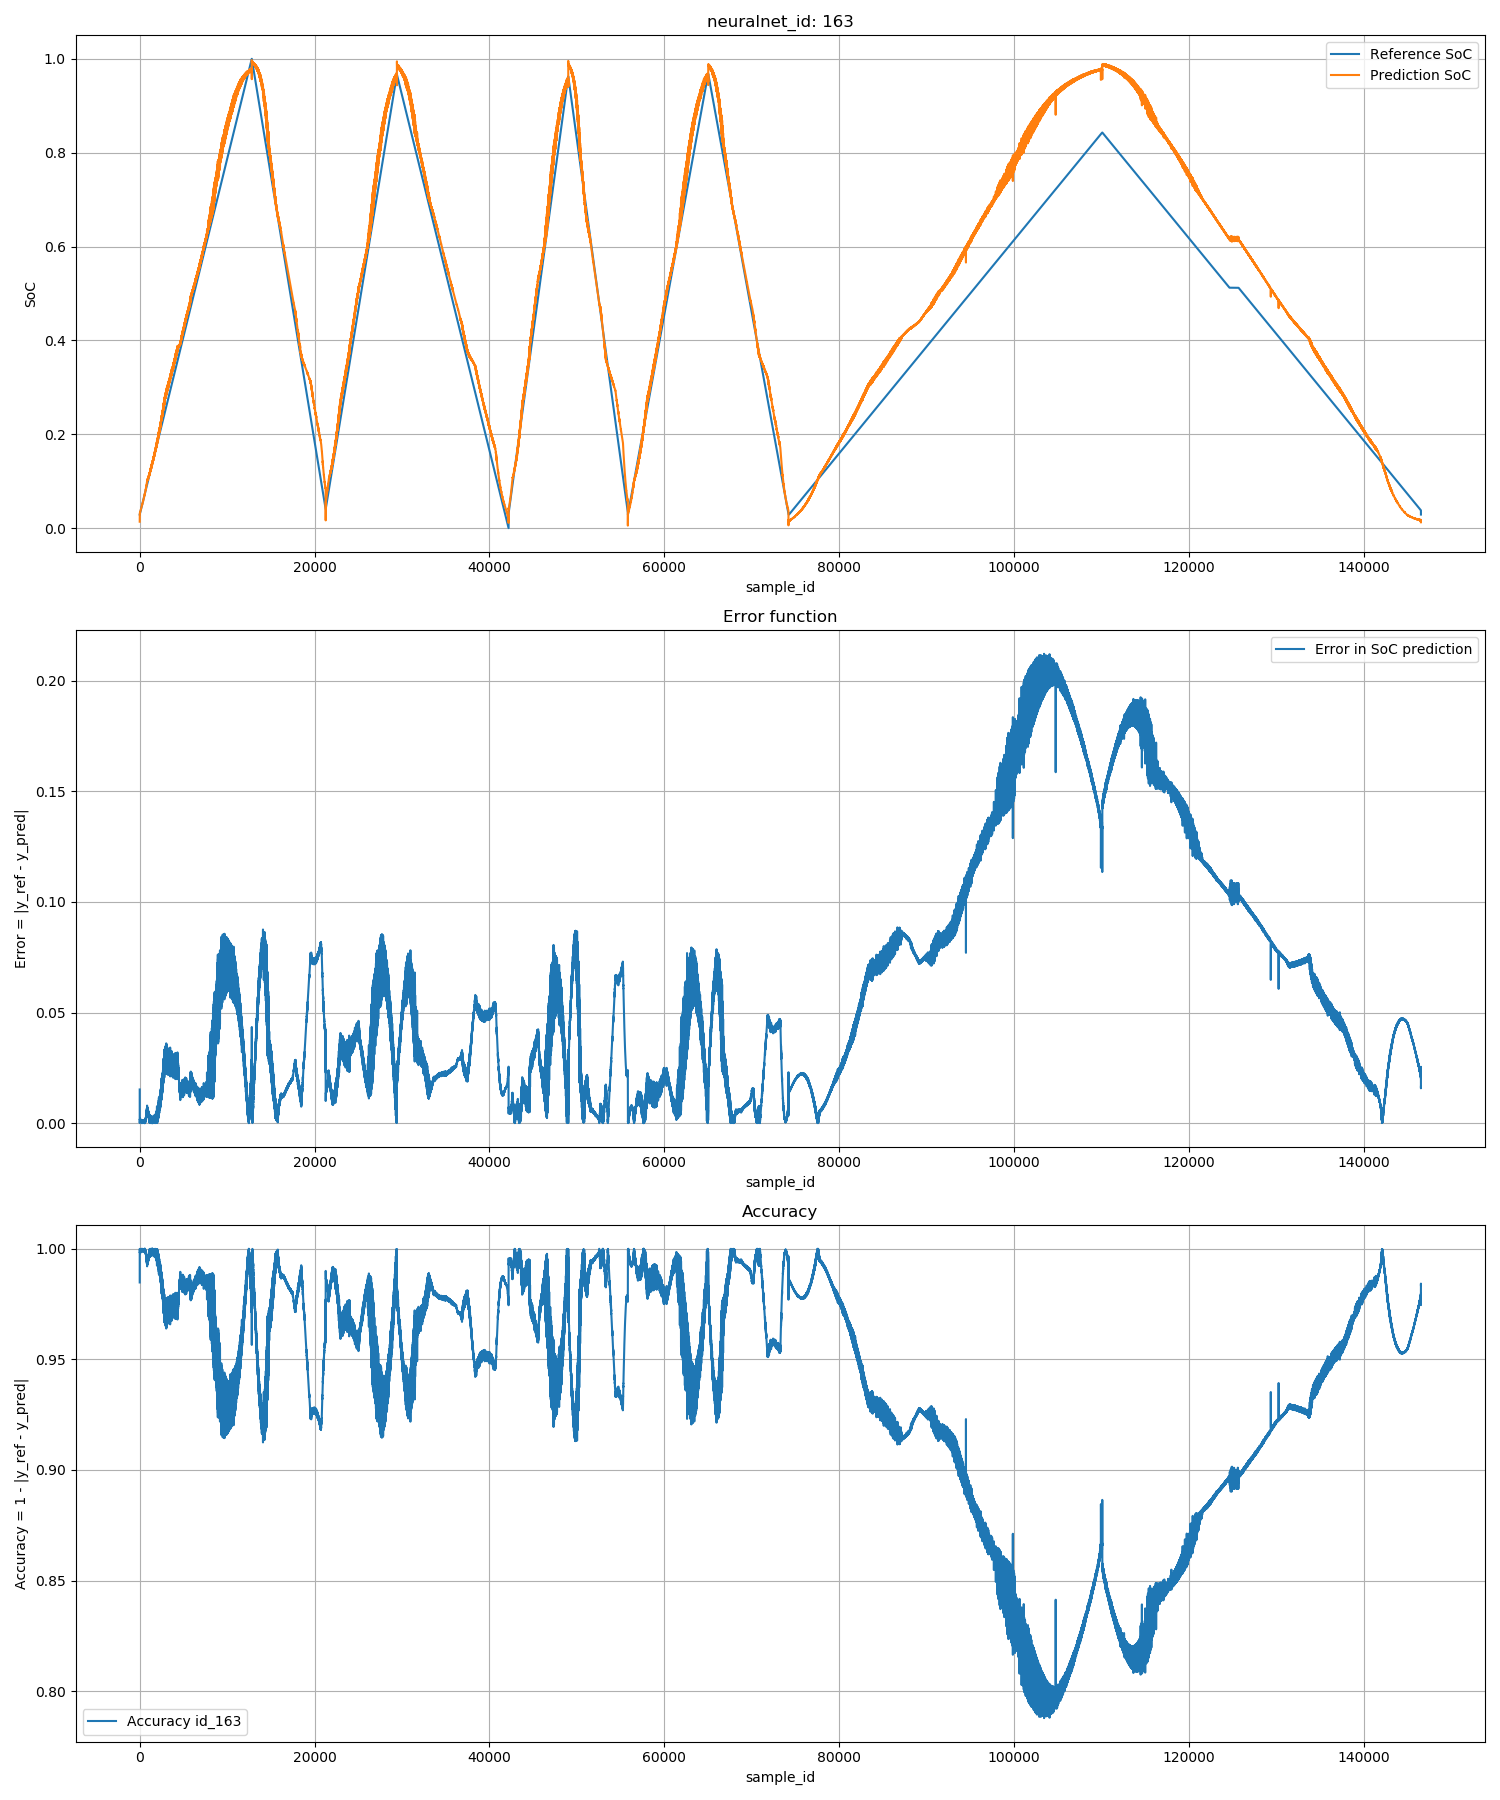 neuralnet_id: 163
Reference SoC
Prediction SoC
1.0
0.8
0.6
0.4
0.2
0.0
SoC
0 20000 40000 60000 80000 100000 120000 140000
sample_id
Error function
Error in SoC prediction
0.20
0.15
0.10
0.05
0.00
Error = |y_ref - y_pred|
0 20000 40000 60000 80000 100000 120000 140000
sample_id
Accuracy
1.00
0.95
0.90
0.85
0.80
Accuracy = 1 - |y_ref - y_pred|
Accuracy id_163
0 20000 40000 60000 80000 100000 120000 140000
sample_id